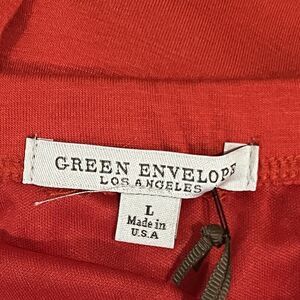 GREEN ENVELOPE
LOS ANGELES
L
Made in
U.S.A